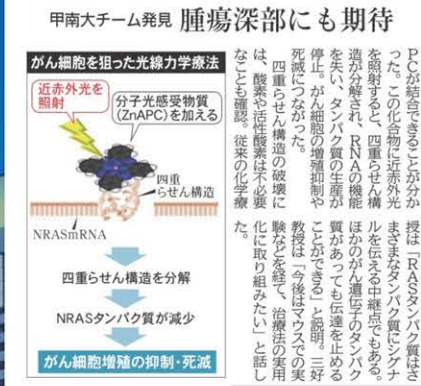 甲南大チーム発見 腫瘍深部にも期待
がん細胞を狙った光線力学療法
近赤外光を
照射
分子光感受物質
(ZnAPC)を加える
四重
らせん構造
NRASmRNA
四重らせん構造を分解
NRASタンパク質が減少
がん細胞増殖の抑制・死滅
ＰＣが結合できることが分か
った。この化合物に近赤外光
を照射すると、四重らせん構
造が分解され、ＲＮＡの機能
を失い、タンパク質の生産が
停止。がん細胞の増殖抑制や
死滅につながった。
四重らせん構造の破壊に
は、酸素や活性酸素は不必要
なことも確認。従来の化学療
授は「ＲＡＳタンパク質はさ
まざまなタンパク質にシグナ
ルを伝える中継点でもある。
ほかのがん遺伝子のタンパク
質があっても伝達を止める
ことができる」と説明。三好
教授は「今後はマウスでの実
験などを経て、治療法の実用
化に取り組みたい」と話し
た。